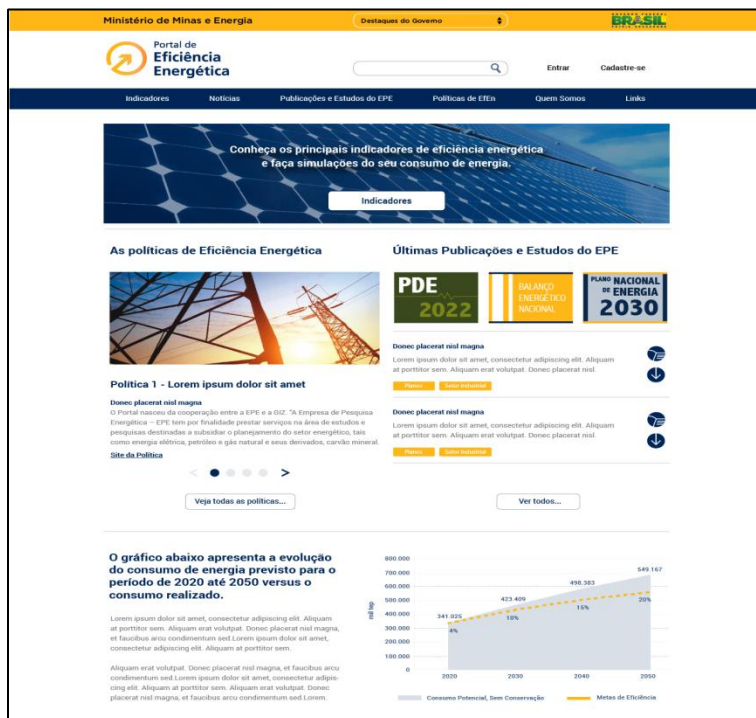 Ministério de Minas e Energia
Destaques do Governo
BRASIL
Portal de
Eficiência
Energética
Entrar
Cadastre-se
Indicadores
Notícias
Publicações e Estudos do EPE
Políticas de EfEn
Quem Somos
Links
Conheça os principais indicadores de eficiência energética
e faça simulações do seu consumo de energia.
Indicadores
As políticas de Eficiência Energética
Política 1 - Lorem ipsum dolor sit amet
Donec placerat nisl magna
O Portal nasceu da cooperação entre a EPE e a GIZ. "A Empresa de Pesquisa
Energética – EPE tem por finalidade prestar serviços na área de estudos e
pesquisas destinadas a subsidiar o planejamento do setor energético, tais
como energia elétrica, petróleo e gás natural e seus derivados, carvão mineral.
Site da Política
< >
Veja todas as políticas...
Últimas Publicações e Estudos do EPE
PDE
2022
BALANÇO
ENERGÉTICO
NACIONAL
PLANO NACIONAL
DE ENERGIA
2030
Donec placerat nisl magna
Lorem ipsum dolor sit amet, consectetur adipiscing elit. Aliquam
at porttitor sem. Aliquam erat volutpat. Donec placerat nisl.
Planos
Setor Industrial
Donec placerat nisl magna
Lorem ipsum dolor sit amet, consectetur adipiscing elit. Aliquam
at porttitor sem. Aliquam erat volutpat. Donec placerat nisl.
Planos
Setor Industrial
Ver todos...
O gráfico abaixo apresenta a evolução
do consumo de energia previsto para o
período de 2020 até 2050 versus o
consumo realizado.
Lorem ipsum dolor sit amet, consectetur adipiscing elit. Aliquam
at porttitor sem. Aliquam erat volutpat. Donec placerat nisl magna,
et faucibus arcu condimentum sed.Lorem ipsum dolor sit amet,
consectetur adipiscing elit. Aliquam at porttitor sem.
Aliquam erat volutpat. Donec placerat nisl magna, et faucibus arcu
condimentum sed.Lorem ipsum dolor sit amet, consectetur adipis-
cing elit. Aliquam at porttitor sem. Aliquam erat volutpat. Donec
placerat nisl magna, et faucibus arcu condimentum sed.Lorem.
mil tep
800.000
700.000
600.000
500.000
400.000
300.000
200.000
100.000
0
341.025
423.409
498.383
549.167
4%
10%
15%
20%
2020
2030
2040
2050
Consumo Potencial, Sem Conservação
Metas de Eficiência